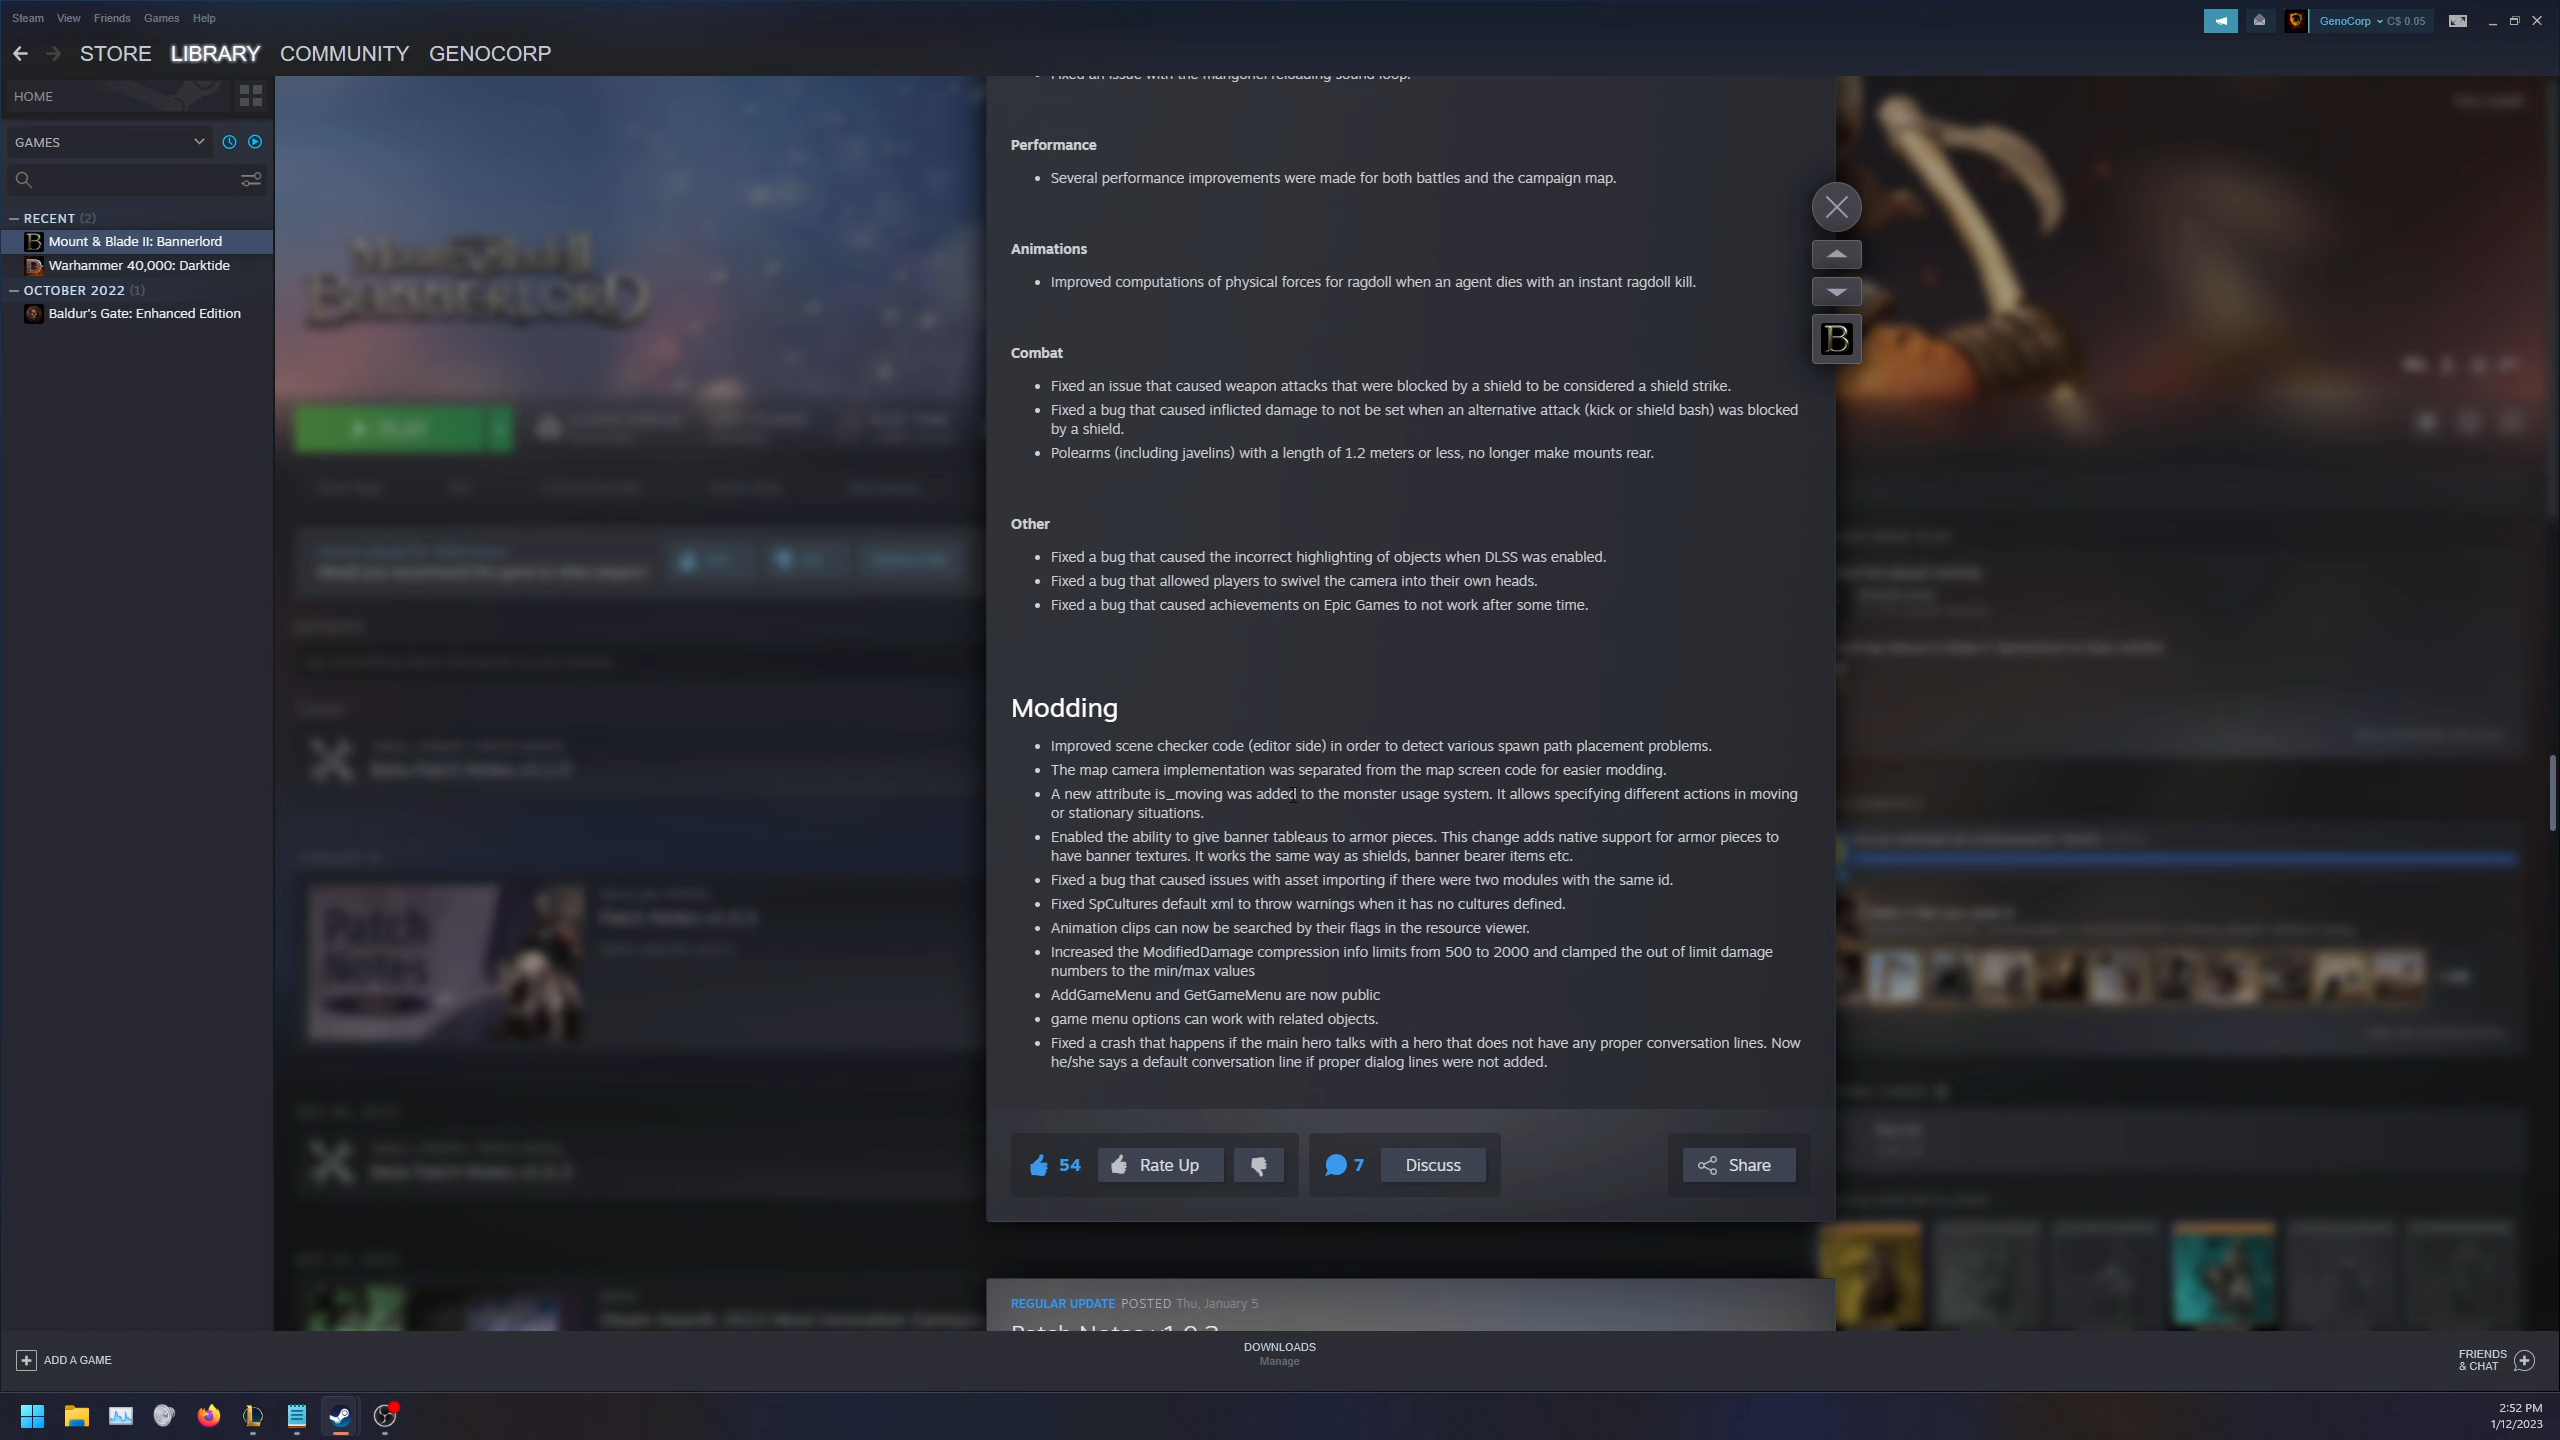 Steam View Friends Games Help
GenoCorp C$ 0.05
STORE LIBRARY COMMUNITY GENOCORP
HOME
GAMES
— RECENT (2)
Mount & Blade II: Bannerlord
Warhammer 40,000: Darktide
— OCTOBER 2022 (1)
Baldur's Gate: Enhanced Edition
Mount & Blade II
BANNERLORD
PLAY
Fixed an issue with the mangonel reloading sound loop.
Performance
• Several performance improvements were made for both battles and the campaign map.
Animations
• Improved computations of physical forces for ragdoll when an agent dies with an instant ragdoll kill.
Combat
• Fixed an issue that caused weapon attacks that were blocked by a shield to be considered a shield strike.
• Fixed a bug that caused inflicted damage to not be set when an alternative attack (kick or shield bash) was blocked
by a shield.
• Polearms (including javelins) with a length of 1.2 meters or less, no longer make mounts rear.
Other
• Fixed a bug that caused the incorrect highlighting of objects when DLSS was enabled.
• Fixed a bug that allowed players to swivel the camera into their own heads.
• Fixed a bug that caused achievements on Epic Games to not work after some time.
Modding
• Improved scene checker code (editor side) in order to detect various spawn path placement problems.
• The map camera implementation was separated from the map screen code for easier modding.
• A new attribute is_moving was added to the monster usage system. It allows specifying different actions in moving
or stationary situations.
• Enabled the ability to give banner tableaus to armor pieces. This change adds native support for armor pieces to
have banner textures. It works the same way as shields, banner bearer items etc.
• Fixed a bug that caused issues with asset importing if there were two modules with the same id.
• Fixed SpCultures default xml to throw warnings when it has no cultures defined.
• Animation clips can now be searched by their flags in the resource viewer.
• Increased the ModifiedDamage compression info limits from 500 to 2000 and clamped the out of limit damage
numbers to the min/max values
• AddGameMenu and GetGameMenu are now public
• game menu options can work with related objects.
• Fixed a crash that happens if the main hero talks with a hero that does not have any proper conversation lines. Now
he/she says a default conversation line if proper dialog lines were not added.
54 Rate Up 7 Discuss Share
REGULAR UPDATE POSTED Thu, January 5
Patch Notes
Patch Notes
ADD A GAME
DOWNLOADS
Manage
FRIENDS
& CHAT
2:52 PM
1/12/2023